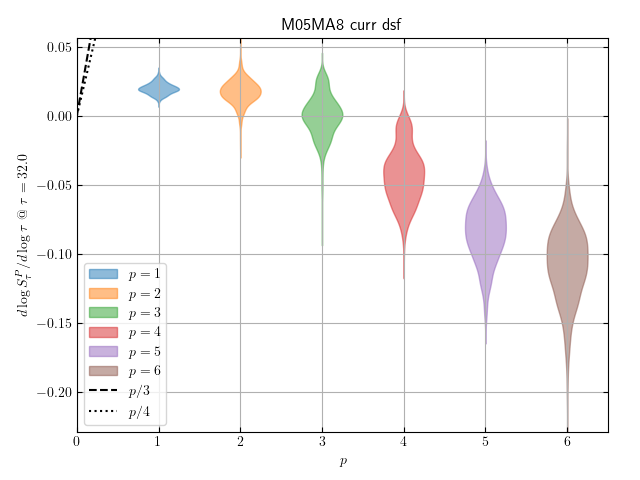 M05MA8 curr dsf
d log S_τ^P / d log τ @ τ = 32.0
0.05
0.00
−0.05
−0.10
−0.15
−0.20
p = 1
p = 2
p = 3
p = 4
p = 5
p = 6
p/3
p/4
0 1 2 3 4 5 6
p